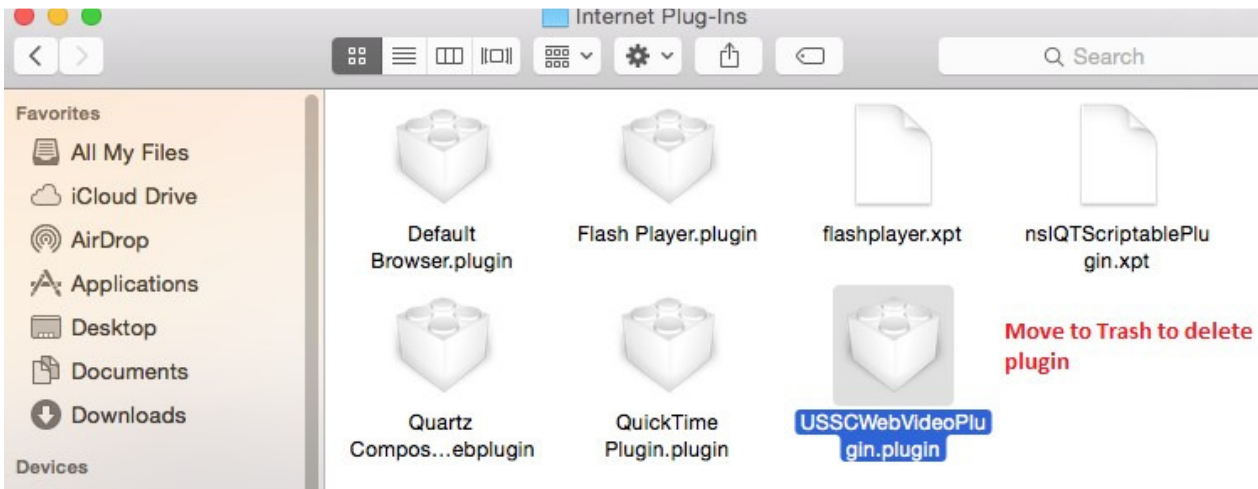 Internet Plug-Ins
Search
Favorites
All My Files
iCloud Drive
AirDrop
Applications
Desktop
Documents
Downloads
Devices
Default
Browser.plugin
Flash Player.plugin
flashplayer.xpt
nsIQTScriptablePlu
gin.xpt
Quartz
Compos...ebplugin
QuickTime
Plugin.plugin
USSCWebVideoPlu
gin.plugin
Move to Trash to delete
plugin